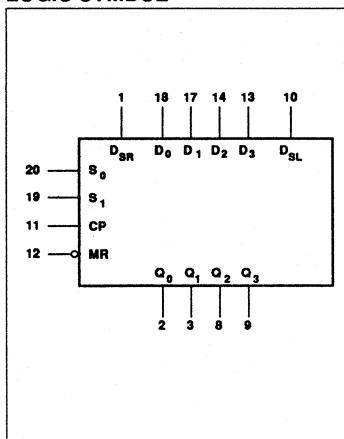 LOGIC SYMBOL
1 18 17 14 13 10
DSR D0 D1 D2 D3 DSL
20 S0
19 S1
11 CP
12 MR
Q0 Q1 Q2 Q3
2 3 8 9